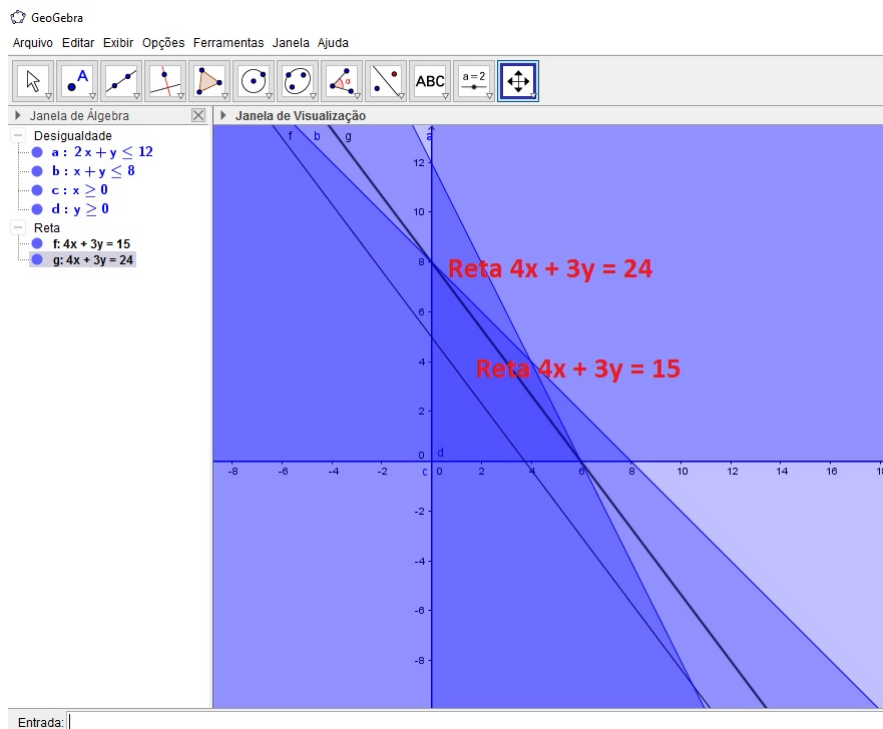 GeoGebra
Arquivo Editar Exibir Opções Ferramentas Janela Ajuda
A
α
ABC
a=2
Janela de Álgebra
Janela de Visualização
Desigualdade
a : 2 x + y ≤ 12
b : x + y ≤ 8
c : x ≥ 0
d : y ≥ 0
Reta
f: 4x + 3y = 15
g: 4x + 3y = 24
f b g a
12
10
8
Reta 4x + 3y = 24
6
4
Reta 4x + 3y = 15
2
0 d
-8 -6 -4 -2 c 0 2 4 6 8 10 12 14 16 18
-2
-4
-6
-8
Entrada: